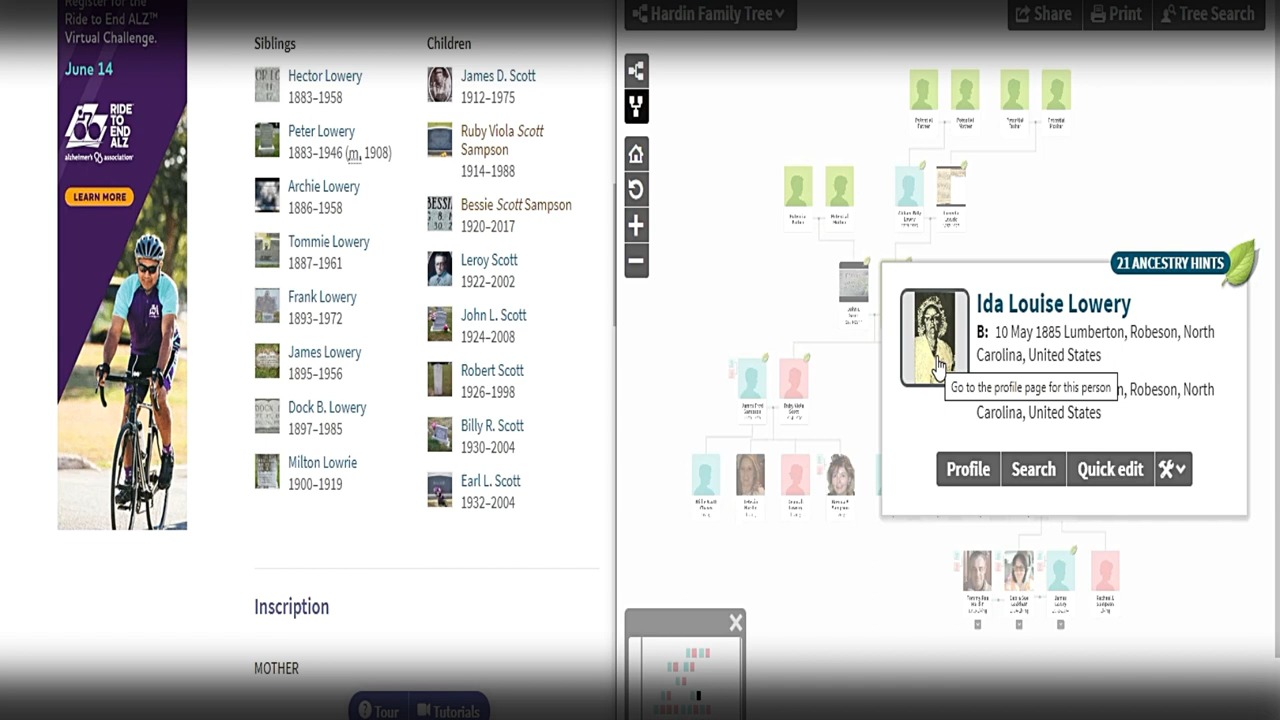 Register for the
Ride to End ALZ™
Virtual Challenge.
June 14
RIDE
TO
END
ALZ
alzheimer's association
LEARN MORE
Siblings
Hector Lowery
1883–1958
Peter Lowery
1883–1946 (m. 1908)
Archie Lowery
1886–1958
Tommie Lowery
1887–1961
Frank Lowery
1893–1972
James Lowery
1895–1956
Dock B. Lowery
1897–1985
Milton Lowrie
1900–1919
Children
James D. Scott
1912–1975
Ruby Viola Scott
Sampson
1914–1988
BESSIE
Bessie Scott Sampson
1920–2017
Leroy Scott
1922–2002
John L. Scott
1924–2008
Robert Scott
1926–1998
Billy R. Scott
1930–2004
Earl L. Scott
1932–2004
Inscription
MOTHER
Tour
Tutorials
Hardin Family Tree
Share
Print
Tree Search
21 ANCESTRY HINTS
Ida Louise Lowery
B: 10 May 1885 Lumberton, Robeson, North
Carolina, United States
Go to the profile page for this person
n, Robeson, North
Carolina, United States
Profile
Search
Quick edit